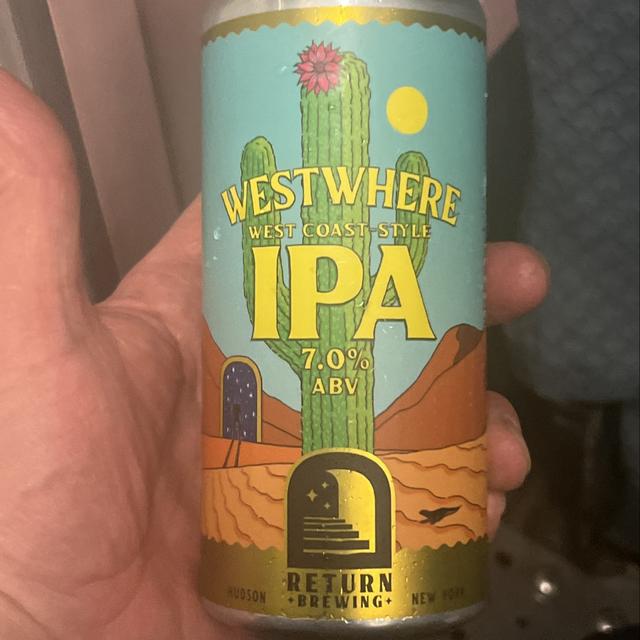 WESTWHERE
WEST COAST-STYLE
IPA
7.0%
ABV
RETURN
BREWING
HUDSON
NEW YORK